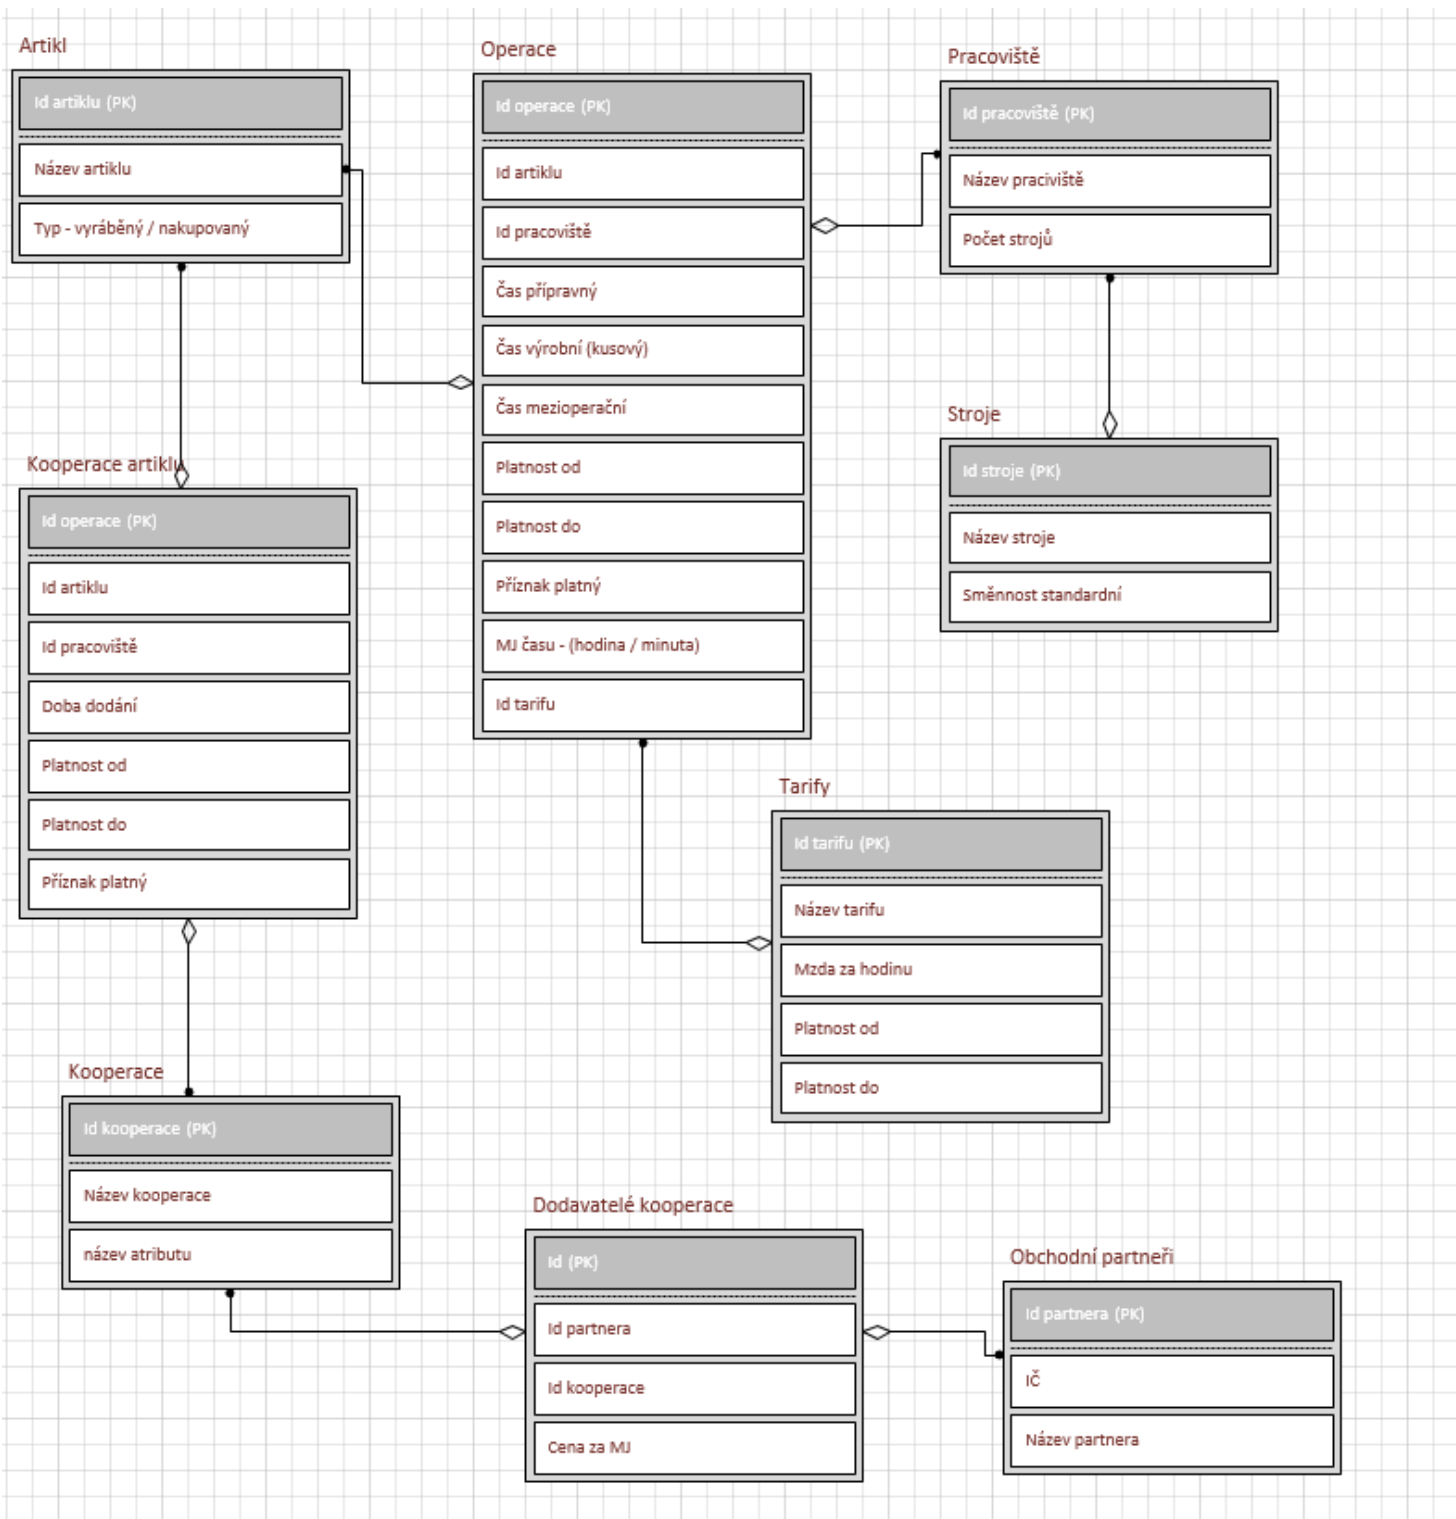 Artikl
Id artiklu (PK)
Název artiklu
Typ - vyráběný / nakupovaný
Operace
Id operace (PK)
Id artiklu
Id pracoviště
Čas přípravný
Čas výrobní (kusový)
Čas mezioperační
Platnost od
Platnost do
Příznak platný
MJ času - (hodina / minuta)
Id tarifu
Pracoviště
Id pracoviště (PK)
Název praciviště
Počet strojů
Stroje
Id stroje (PK)
Název stroje
Směnnost standardní
Kooperace artiklu
Id operace (PK)
Id artiklu
Id pracoviště
Doba dodání
Platnost od
Platnost do
Příznak platný
Tarify
Id tarifu (PK)
Název tarifu
Mzda za hodinu
Platnost od
Platnost do
Kooperace
Id kooperace (PK)
Název kooperace
název atributu
Dodavatelé kooperace
Id (PK)
Id partnera
Id kooperace
Cena za MJ
Obchodní partneři
Id partnera (PK)
IČ
Název partnera